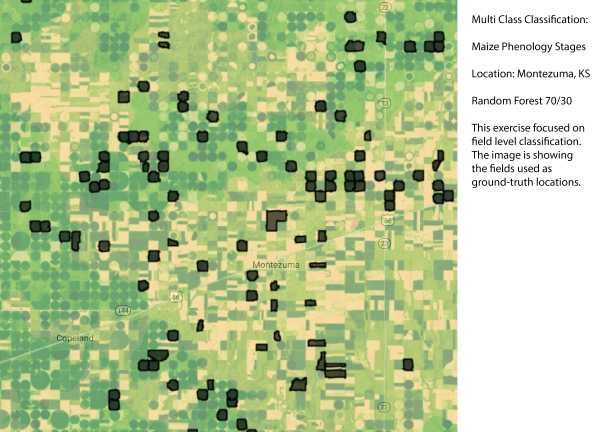 Multi Class Classification:
Maize Phenology Stages
Location: Montezuma, KS
Random Forest 70/30
This exercise focused on
field level classification.
The image is showing
the fields used as
ground-truth locations.
23
23
56
23
Montezuma
56
144
Copeland
23